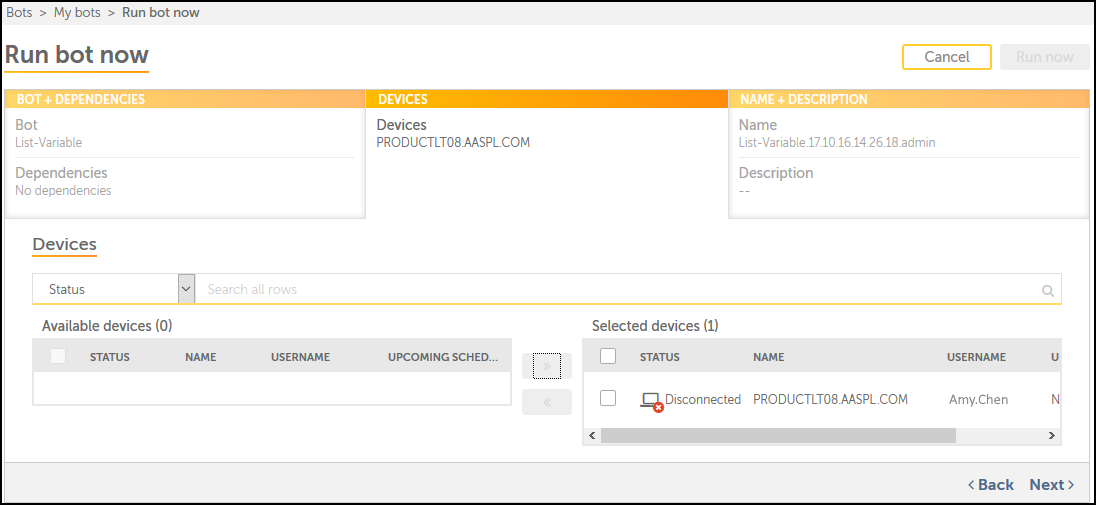 Bots > My bots > Run bot now
Run bot now
Cancel
Run now
BOT + DEPENDENCIES
DEVICES
NAME + DESCRIPTION
Bot
List-Variable
Dependencies
No dependencies
Devices
PRODUCTLT08.AASPL.COM
Name
List-Variable.17.10.16.14.26.18.admin
Description
--
Devices
Status
Search all rows
Available devices (0)
STATUS NAME USERNAME UPCOMING SCHED...
»
«
Selected devices (1)
STATUS NAME USERNAME U
Disconnected PRODUCTLT08.AASPL.COM Amy.Chen N
< Back Next >